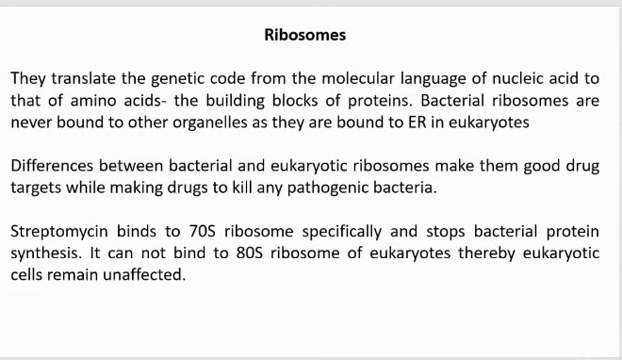 Ribosomes
They translate the genetic code from the molecular language of nucleic acid to
that of amino acids- the building blocks of proteins. Bacterial ribosomes are
never bound to other organelles as they are bound to ER in eukaryotes
Differences between bacterial and eukaryotic ribosomes make them good drug
targets while making drugs to kill any pathogenic bacteria.
Streptomycin binds to 70S ribosome specifically and stops bacterial protein
synthesis. It can not bind to 80S ribosome of eukaryotes thereby eukaryotic
cells remain unaffected.